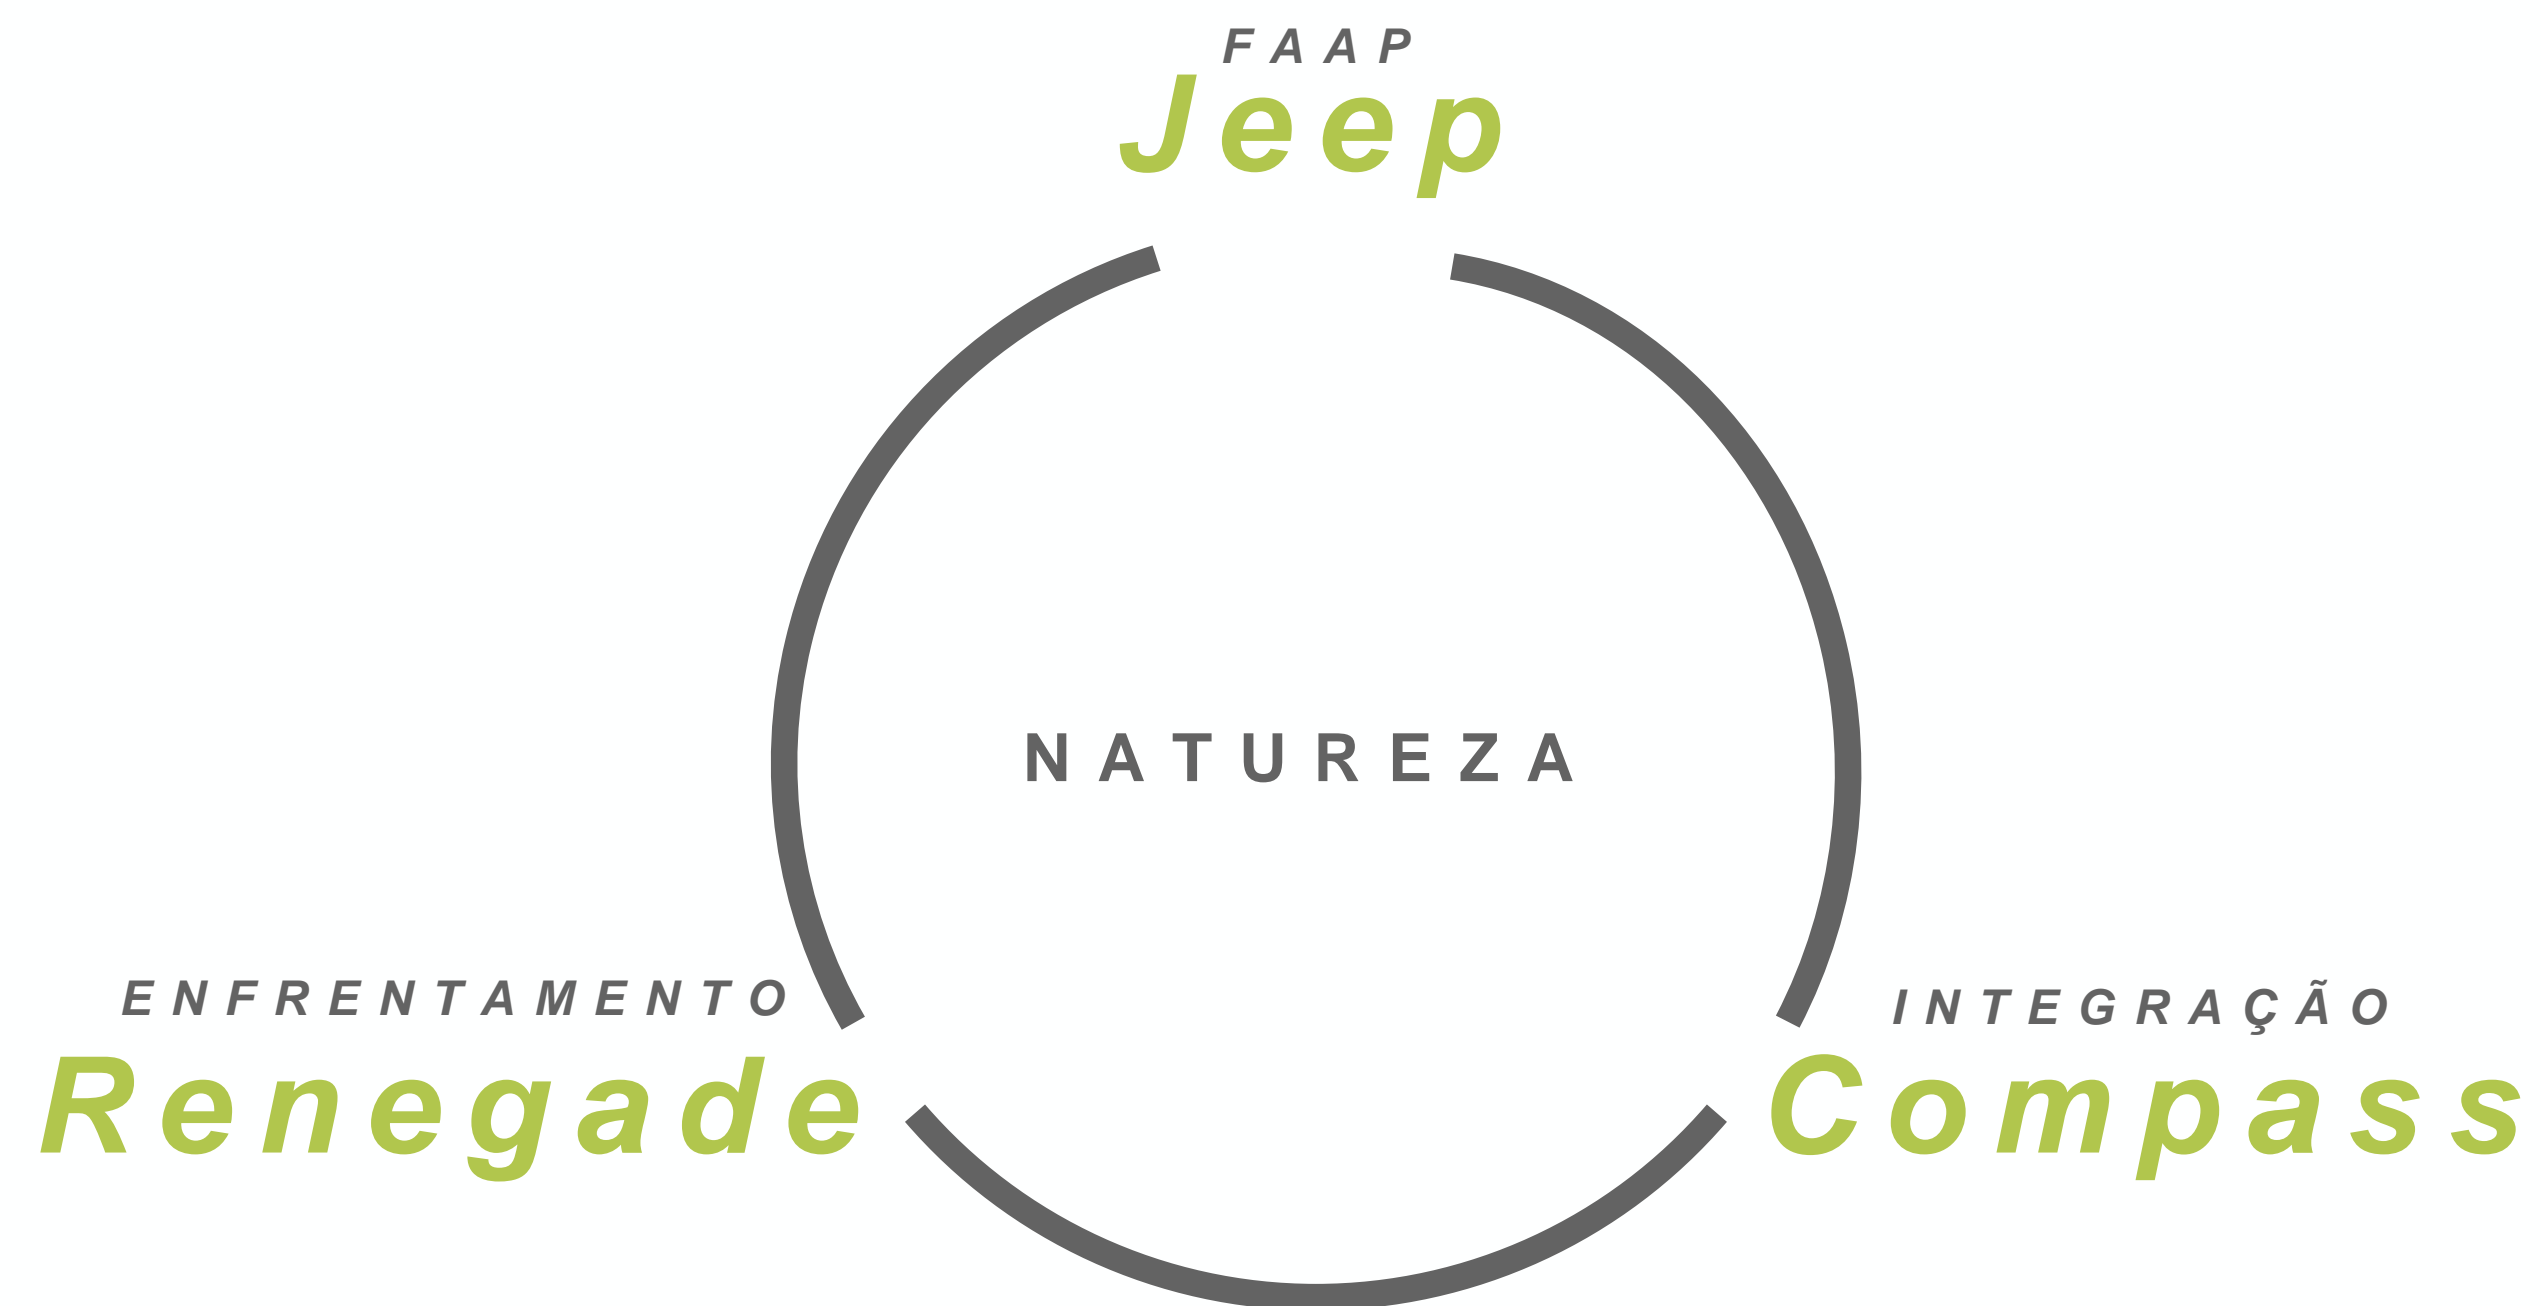 FAAP
Jeep
NATUREZA
ENFRENTAMENTO
Renegade
INTEGRAÇÃO
Compass